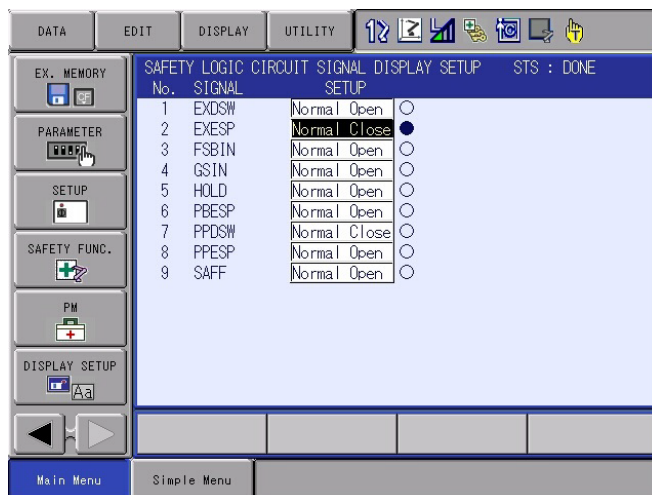 DATA
EDIT
DISPLAY
UTILITY
12
EX. MEMORY
CF
PARAMETER
SETUP
SAFETY FUNC.
PM
DISPLAY SETUP
Aa
SAFETY LOGIC CIRCUIT SIGNAL DISPLAY SETUP STS : DONE
No. SIGNAL SETUP
1 EXDSW Normal Open
2 EXESP Normal Close
3 FSBIN Normal Open
4 GSIN Normal Open
5 HOLD Normal Open
6 PBESP Normal Open
7 PPDSW Normal Close
8 PPESP Normal Open
9 SAFF Normal Open
Main Menu
Simple Menu